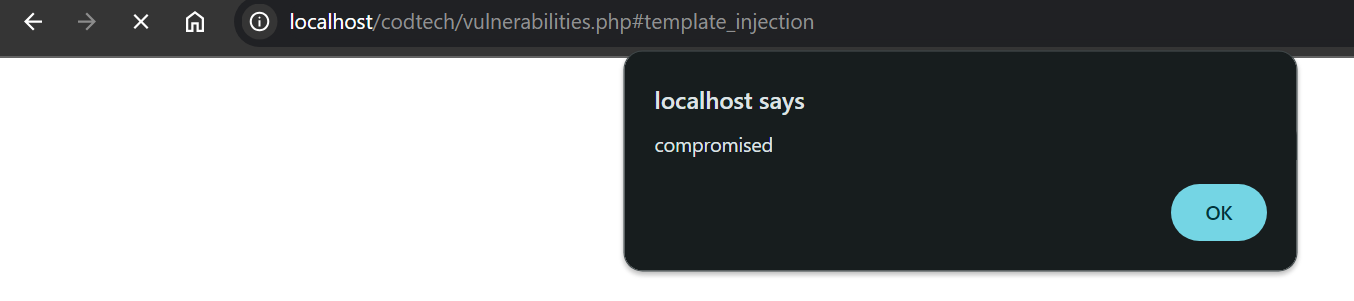 localhost/codtech/vulnerabilities.php#template_injection
localhost says
compromised
OK